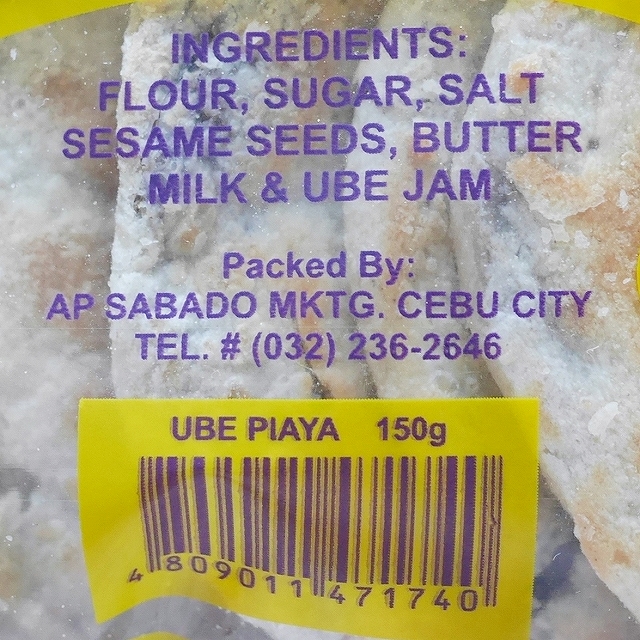 INGREDIENTS:
FLOUR, SUGAR, SALT
SESAME SEEDS, BUTTER
MILK & UBE JAM
Packed By:
AP SABADO MKTG. CEBU CITY
TEL. # (032) 236-2646
UBE PIAYA 150g
4 809011 471740